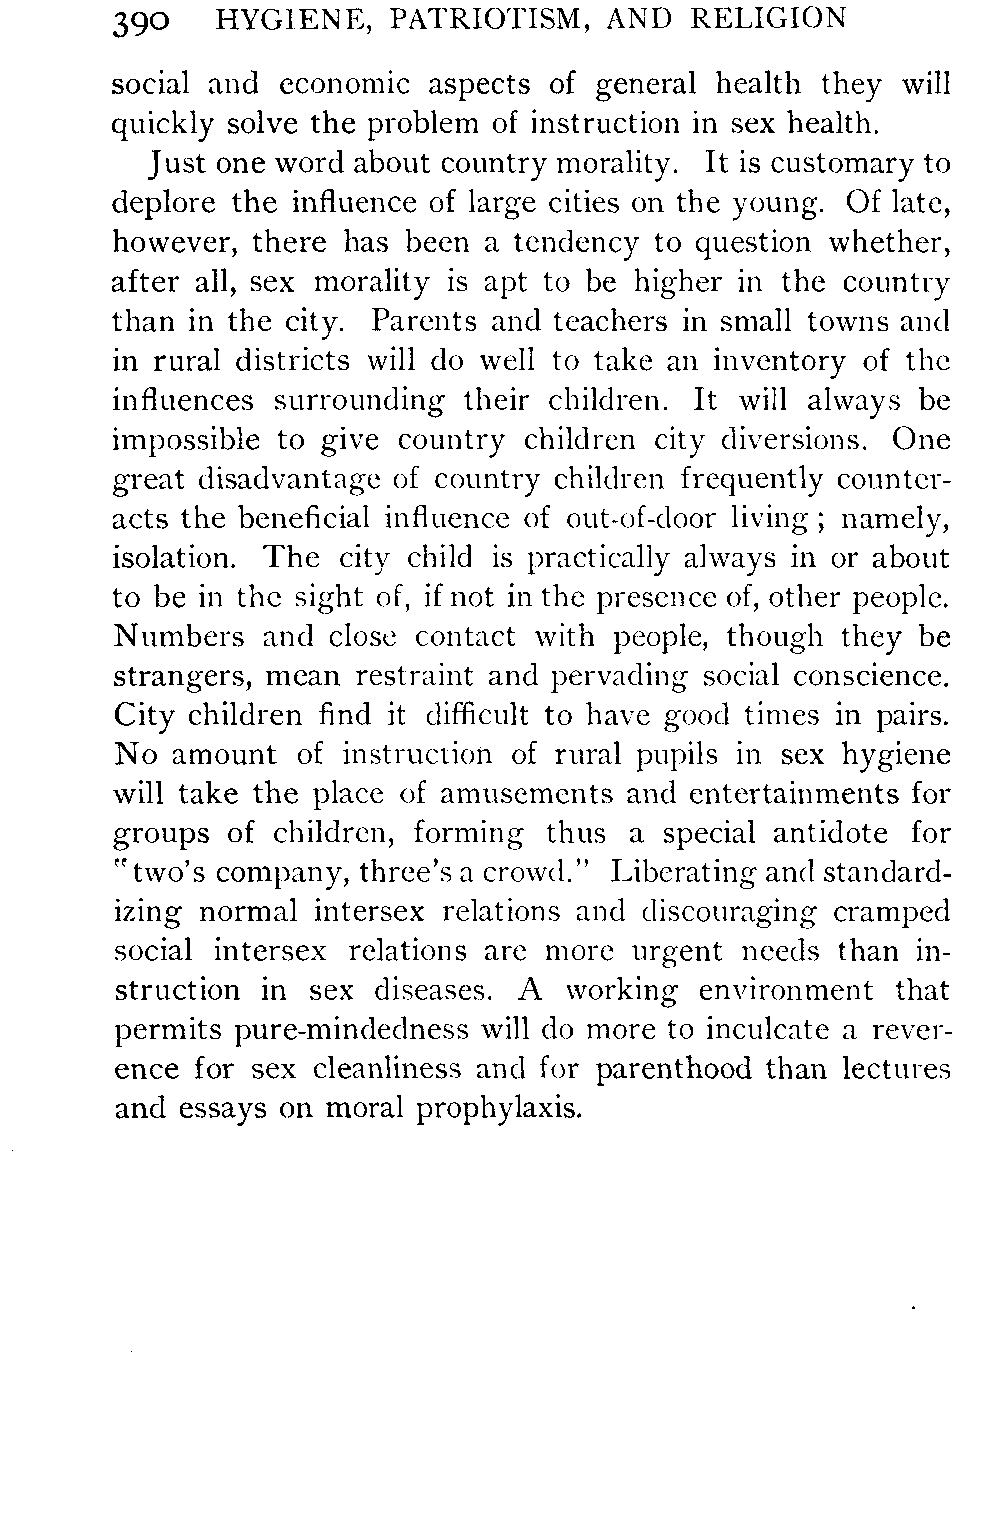 390 HYGIENE, PATRIOTISM, AND RELIGION
social and economic aspects of general health they will
quickly solve the problem of instruction in sex health.
Just one word about country morality. It is customary to
deplore the influence of large cities on the young. Of late,
however, there has been a tendency to question whether,
after all, sex morality is apt to be higher in the country
than in the city. Parents and teachers in small towns and
in rural districts will do well to take an inventory of the
influences surrounding their children. It will always be
impossible to give country children city diversions. One
great disadvantage of country children frequently counter-
acts the beneficial influence of out-of-door living; namely,
isolation. The city child is practically always in or about
to be in the sight of, if not in the presence of, other people.
Numbers and close contact with people, though they be
strangers, mean restraint and pervading social conscience.
City children find it difficult to have good times in pairs.
No amount of instruction of rural pupils in sex hygiene
will take the place of amusements and entertainments for
groups of children, forming thus a special antidote for
"two's company, three's a crowd." Liberating and standard-
izing normal intersex relations and discouraging cramped
social intersex relations are more urgent needs than in-
struction in sex diseases. A working environment that
permits pure-mindedness will do more to inculcate a rever-
ence for sex cleanliness and for parenthood than lectures
and essays on moral prophylaxis.